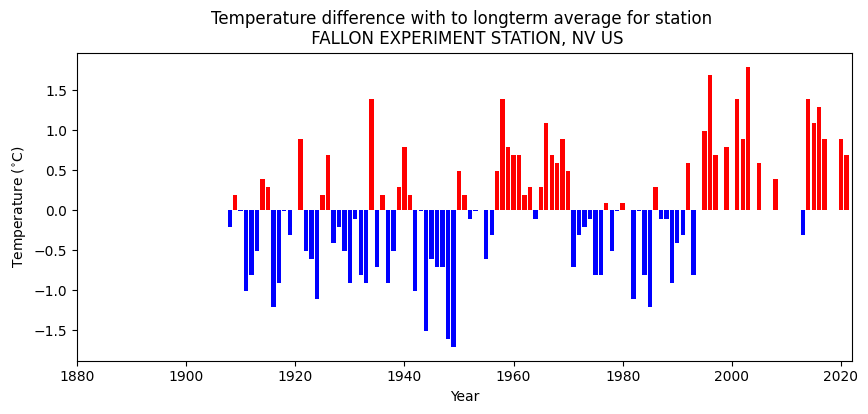 Temperature difference with to longterm average for station
FALLON EXPERIMENT STATION, NV US
1.5
1.0
0.5
0.0
−0.5
−1.0
−1.5
Temperature (°C)
1880 1900 1920 1940 1960 1980 2000 2020
Year